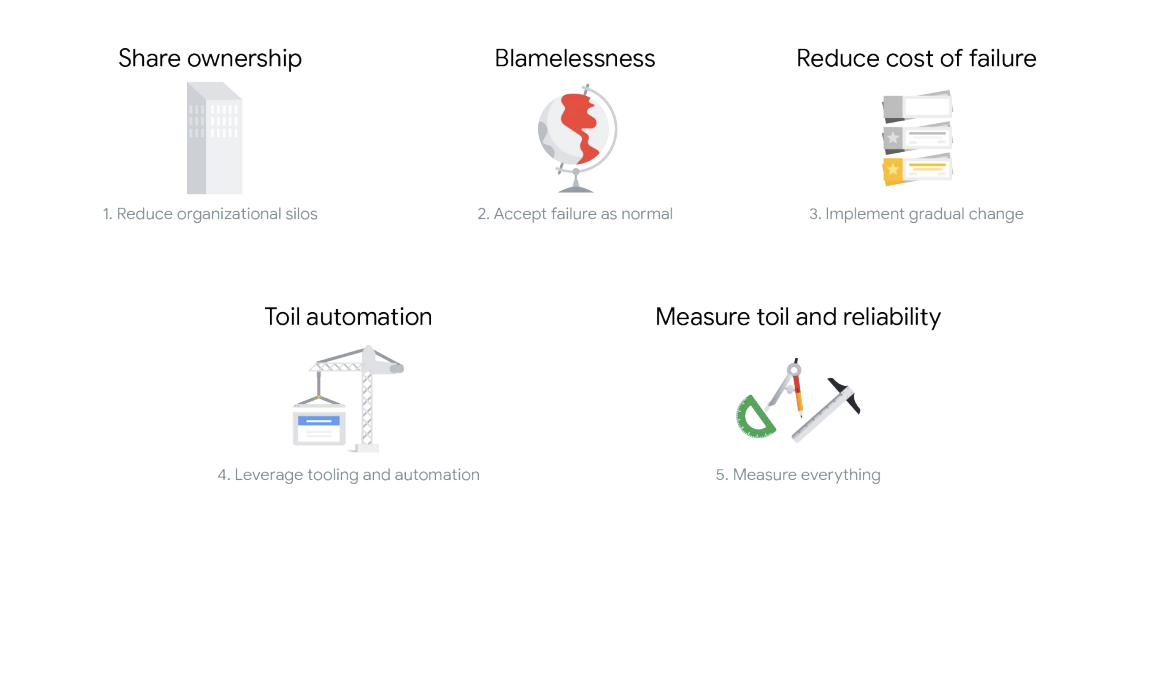 Share ownership
Blamelessness
Reduce cost of failure
1. Reduce organizational silos
2. Accept failure as normal
3. Implement gradual change
Toil automation
Measure toil and reliability
4. Leverage tooling and automation
5. Measure everything